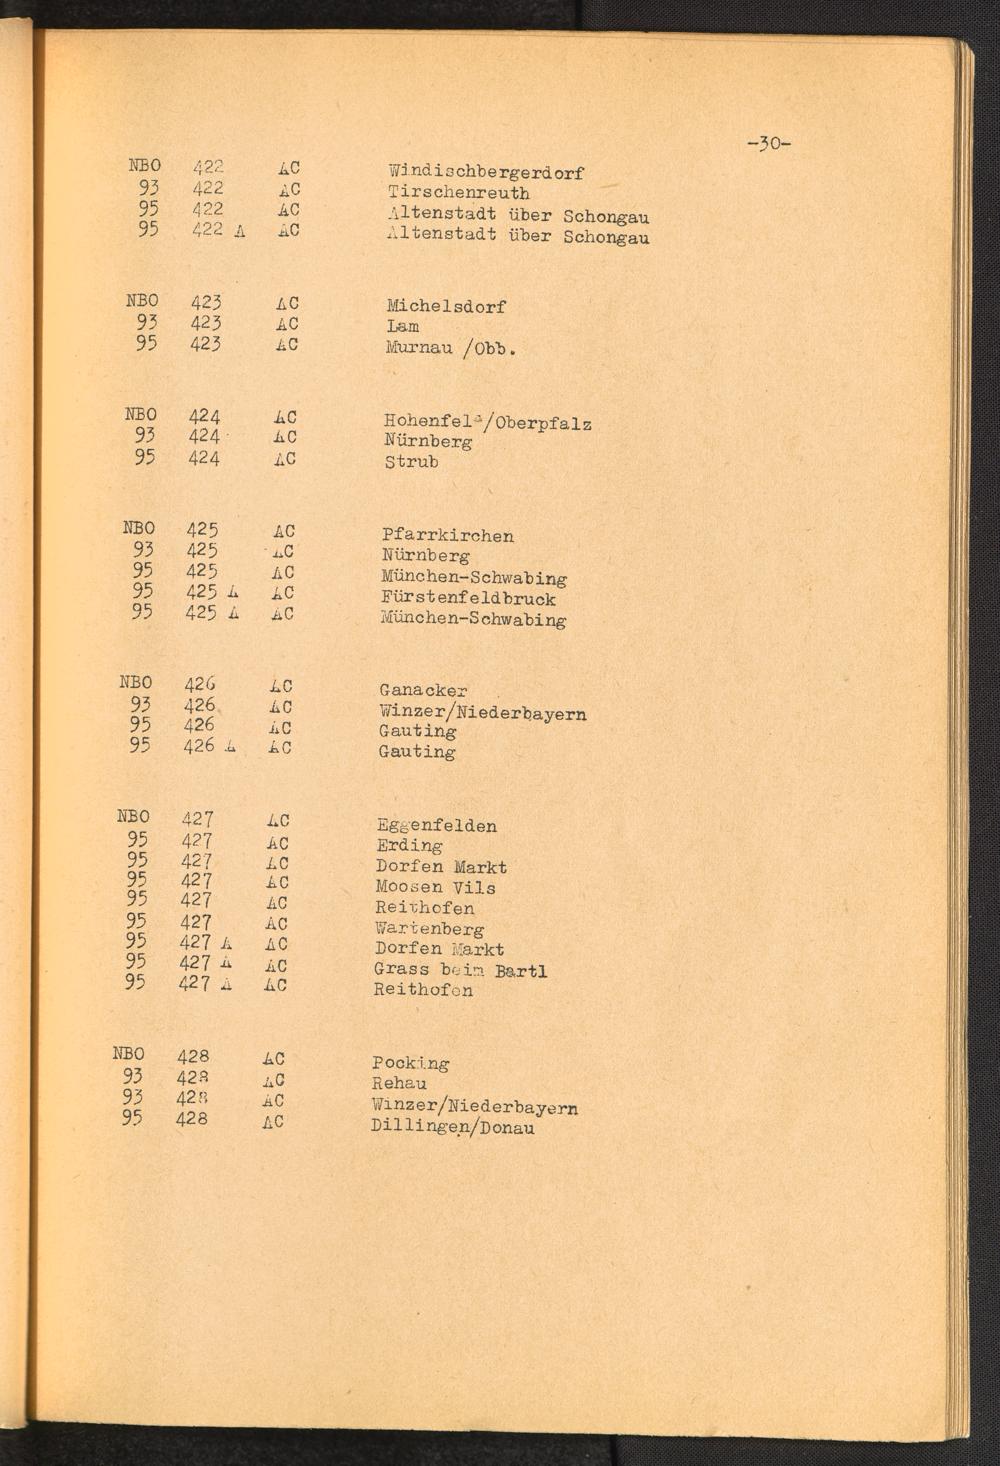 -30-
NBO 422 AC Windischbergerdorf
93 422 AC Tirschenreuth
95 422 AC Altenstadt über Schongau
95 422 A AC Altenstadt über Schongau
NBO 423 AC Michelsdorf
93 423 AC Lam
95 423 AC Murnau /Obb.
NBO 424 AC Hohenfels/Oberpfalz
93 424 AC Nürnberg
95 424 AC Strub
NBO 425 AC Pfarrkirchen
93 425 AC Nürnberg
95 425 AC München-Schwabing
95 425 A AC Fürstenfeldbruck
95 425 A AC München-Schwabing
NBO 426 AC Ganacker
93 426 AC Winzer/Niederbayern
95 426 AC Gauting
95 426 A AC Gauting
NBO 427 AC Eggenfelden
95 427 AC Erding
95 427 AC Dorfen Markt
95 427 AC Moosen Vils
95 427 AC Reithofen
95 427 AC Wartenberg
95 427 A AC Dorfen Markt
95 427 A AC Grass beim Bartl
95 427 A AC Reithofen
NBO 428 AC Pocking
93 428 AC Rehau
93 428 AC Winzer/Niederbayern
95 428 AC Dillingen/Donau